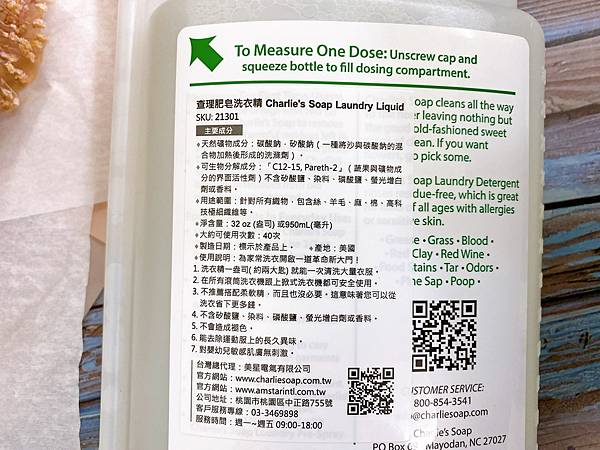 To Measure One Dose: Unscrew cap and
squeeze bottle to fill dosing compartment.
查理肥皂洗衣精 Charlie's Soap Laundry Liquid
SKU: 21301
主要成分
天然礦物成分：碳酸鈉、矽酸鈉（一種將沙與碳酸鈉的混
合物加熱後形成的洗滌劑）。
可生物分解成分：「C12-15, Pareth-2」（蔬果與礦物成
分的界面活性劑）不含矽酸鹽、染料、磷酸鹽、螢光增白
劑或香料。
用途範圍：針對所有織物，包含絲、羊毛、麻、棉、高科
技極細纖維等。
淨含量：32 oz (盎司) 或950mL(毫升)
大約可使用次數：40次
製造日期：標示於產品上。 產地：美國
使用說明：為家常洗衣開啟一道革命新大門！
1. 洗衣精一盎司( 約兩大匙) 就能一次清洗大量衣服。
2. 在所有滾筒洗衣機跟上掀式洗衣機都可安全使用。
3. 不推薦搭配柔軟精，而且也沒必要。這意味著您可以從
洗衣省下更多錢。
4. 不含矽酸鹽、染料、磷酸鹽、螢光增白劑或香料。
5. 不會造成褪色。
6. 能去除運動服上的長久異味。
7. 對嬰幼兒敏感肌膚無刺激。
台灣總代理：美星電氣有限公司
官方網站：www.charliesoap.com.tw
官方網站：www.amstarintl.com.tw
公司地址：桃園市桃園區中正路755號
客戶服務專線：03-3469898
服務時間：週一~週五 09:00-18:00
oap cleans all the way
er leaving nothing but
old-fashioned sweet
ean. If you want
o pick some.
oap Laundry Detergent
due-free, which is great
f all ages with allergies
e skin.
e • Grass • Blood •
Clay • Red Wine •
tains • Tar • Odors •
ne Sap • Poop •
CUSTOMER SERVICE:
800-854-3541
@charliesoap.com
Charlie's Soap
PO Box Mayodan, NC 27027